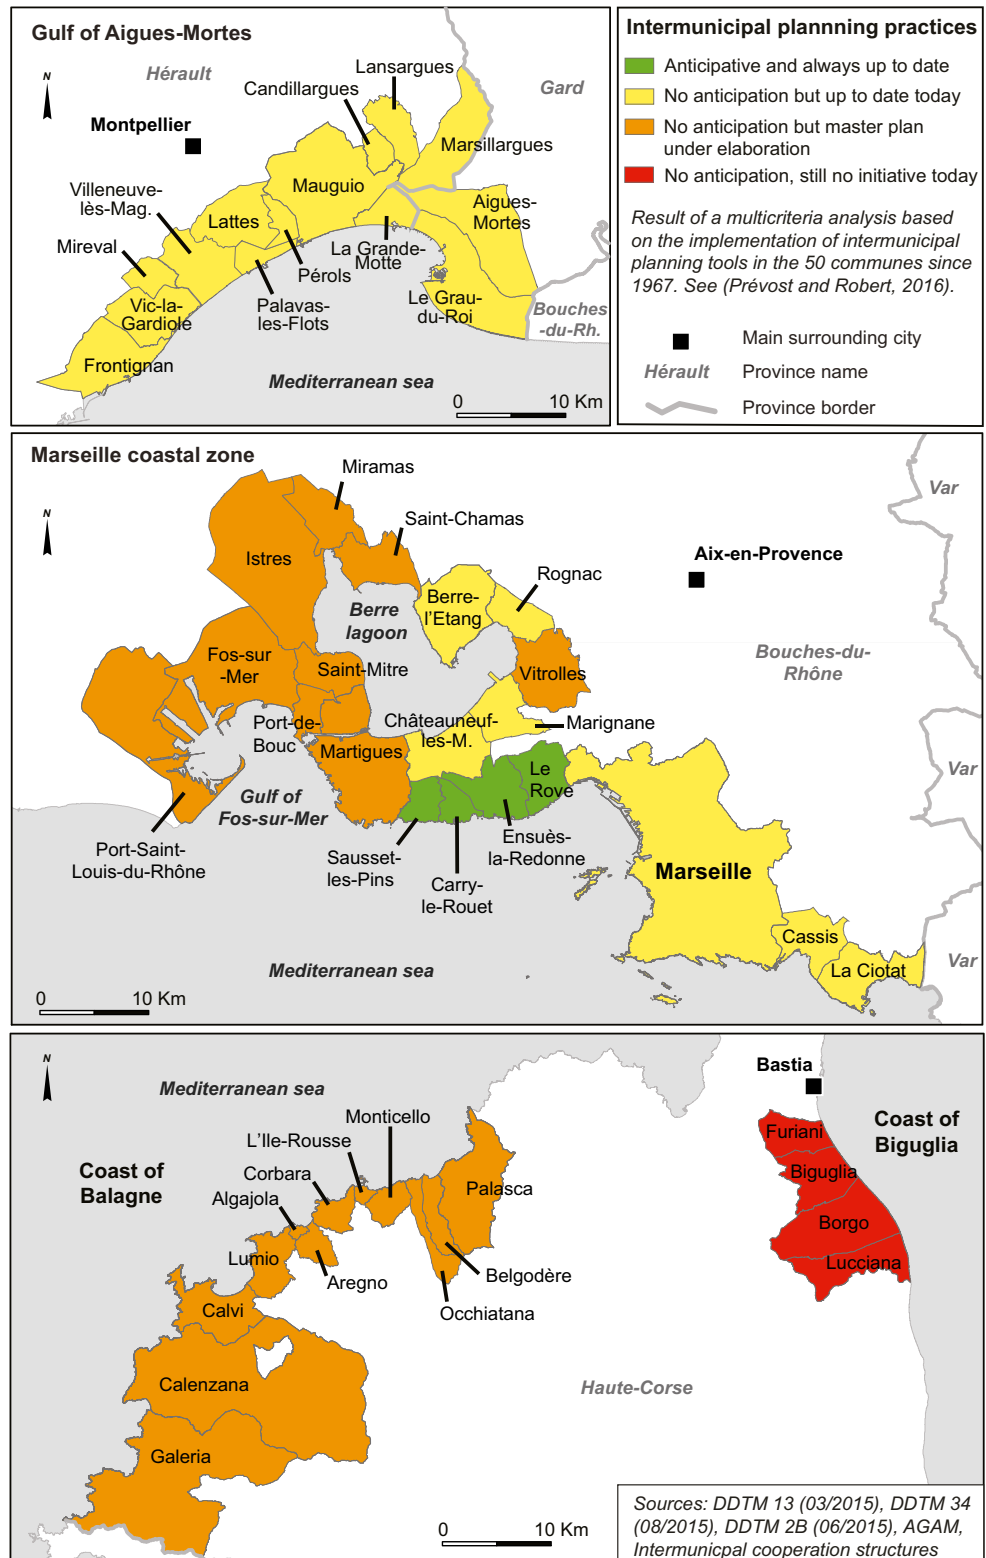 Gulf of Aigues-Mortes
N
Hérault
Lansargues
Candillargues
Gard
Montpellier
Marsillargues
Villeneuve-
lès-Mag.
Mauguio
Aigues-
Mortes
Lattes
Mireval
La Grande-
Motte
Pérols
Vic-la-
Gardiole
Palavas-
les-Flots
Le Grau-
du-Roi
Bouches
-du-Rh.
Frontignan
Mediterranean sea
0 10 Km
Intermunicipal plannning practices
Anticipative and always up to date
No anticipation but up to date today
No anticipation but master plan
under elaboration
No anticipation, still no initiative today
Result of a multicriteria analysis based
on the implementation of intermunicipal
planning tools in the 50 communes since
1967. See (Prévost and Robert, 2016).
Main surrounding city
Hérault Province name
Province border
Marseille coastal zone
N
Miramas
Var
Saint-Chamas
Istres
Aix-en-Provence
Rognac
Berre-
l'Etang
Berre
lagoon
Fos-sur
-Mer
Saint-Mitre
Vitrolles
Bouches-du-
Rhône
Port-de-
Bouc
Châteauneuf-
les-M.
Marignane
Martigues
Le
Rove
Var
Gulf of
Fos-sur-Mer
Ensuès-
la-Redonne
Port-Saint-
Louis-du-Rhône
Sausset-
les-Pins
Carry-
le-Rouet
Marseille
Cassis
La Ciotat
Var
Mediterranean sea
0 10 Km
N
Mediterranean sea
Bastia
Monticello
Coast of
Biguglia
L'Ile-Rousse
Furiani
Coast of
Balagne
Corbara
Biguglia
Algajola
Palasca
Borgo
Lumio
Lucciana
Aregno
Belgodère
Calvi
Occhiatana
Calenzana
Haute-Corse
Galeria
0 10 Km
Sources: DDTM 13 (03/2015), DDTM 34
(08/2015), DDTM 2B (06/2015), AGAM,
Intermunicpal cooperation structures